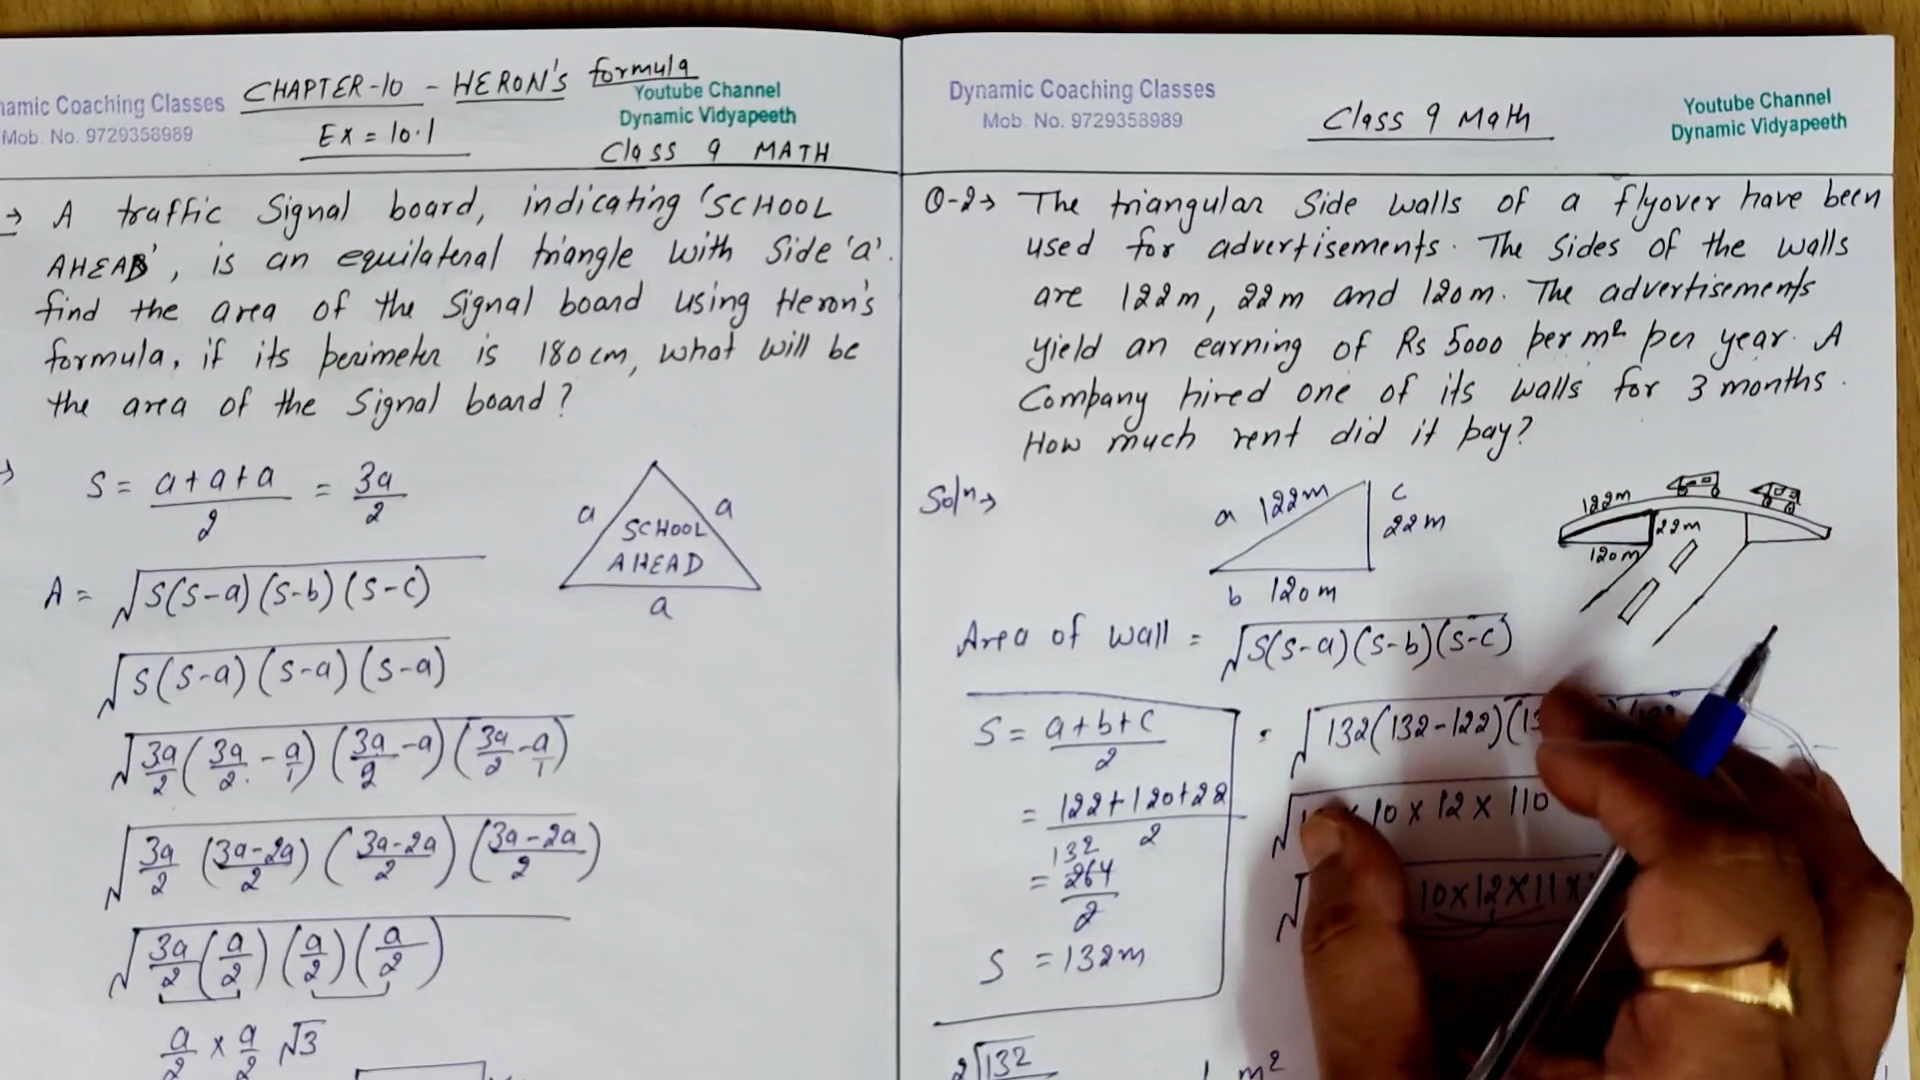 namic Coaching Classes
Mob. No. 9729358989
CHAPTER-10 - HERON'S formula
Ex = 10.1
Youtube Channel
Dynamic Vidyapeeth
Class 9 MATH
→ A traffic Signal board, indicating 'SCHOOL
AHEAD', is an equilateral triangle with Side 'a'.
find the area of the Signal board using Heron's
formula, if its perimeter is 180 cm, what will be
the area of the Signal board?
S = a+a+a / 2 = 3a / 2
a
a
SCHOOL
AHEAD
a
A = √S(S-a)(S-b)(S-c)
√S(S-a)(S-a)(S-a)
√3a/2 (3a/2 - a/1)(3a/2 - a)(3a/2 - a/1)
√3a/2 (3a-2a/2)(3a-2a/2)(3a-2a/2)
√3a/2 (a/2)(a/2)(a/2)
a/2 × a/2 √3
Dynamic Coaching Classes
Mob. No. 9729358989
Class 9 Math
Youtube Channel
Dynamic Vidyapeeth
Q-2→ The triangular Side walls of a flyover have been
used for advertisements. The Sides of the walls
are 122m, 22m and 120m. The advertisements
yield an earning of Rs 5000 per m² per year. A
Company hired one of its walls for 3 months.
How much rent did it pay?
Solⁿ→
a 122m
c
22m
b 120m
122m
22m
120m
Area of wall = √S(S-a)(S-b)(S-c)
S = a+b+c / 2
= 122+120+22 / 2
132
= 264 / 2
S = 132m
= √132(132-122)
10 × 12 × 110
10×12×11×
2 √132
m²